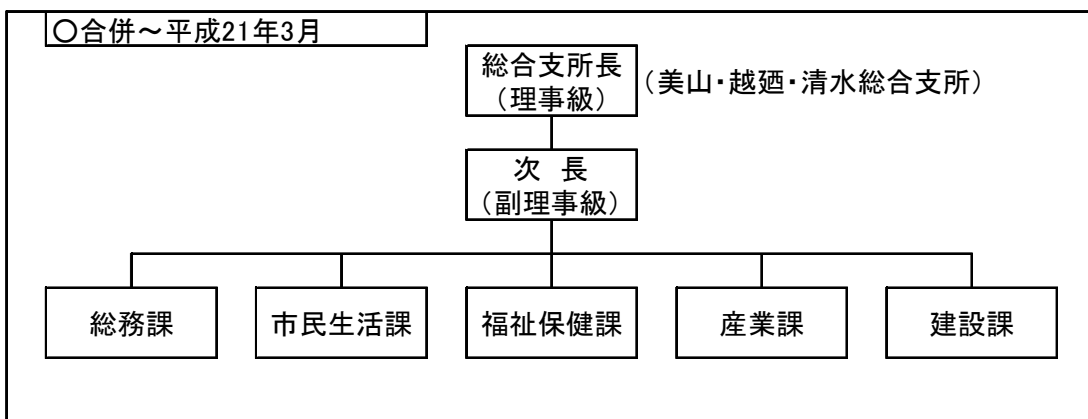 ○合併～平成21年3月
総合支所長
（理事級）
（美山・越廼・清水総合支所）
次 長
（副理事級）
総務課
市民生活課
福祉保健課
産業課
建設課